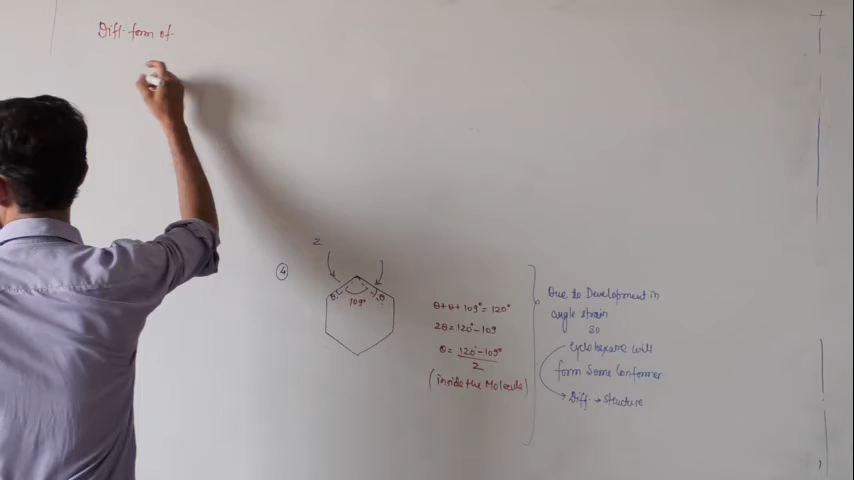 Diff. form of
2
4
θ θ
109°
θ + θ + 109° = 120°
2θ = 120° - 109
θ = 120° - 109°
2
(inside the Molecule)
Due to Development in
angle strain
so
cyclohexane will
form Some Conformer
Diff. → structure